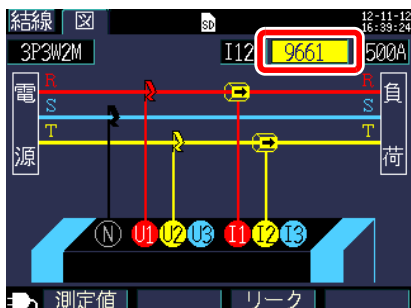 結線 図 SD 12-11-12
16:39:24
3P3W2M I12 9661 500A
電源 負荷
R R
S S
T T
N U1 U2 U3 I1 I2 I3
測定値 リーク